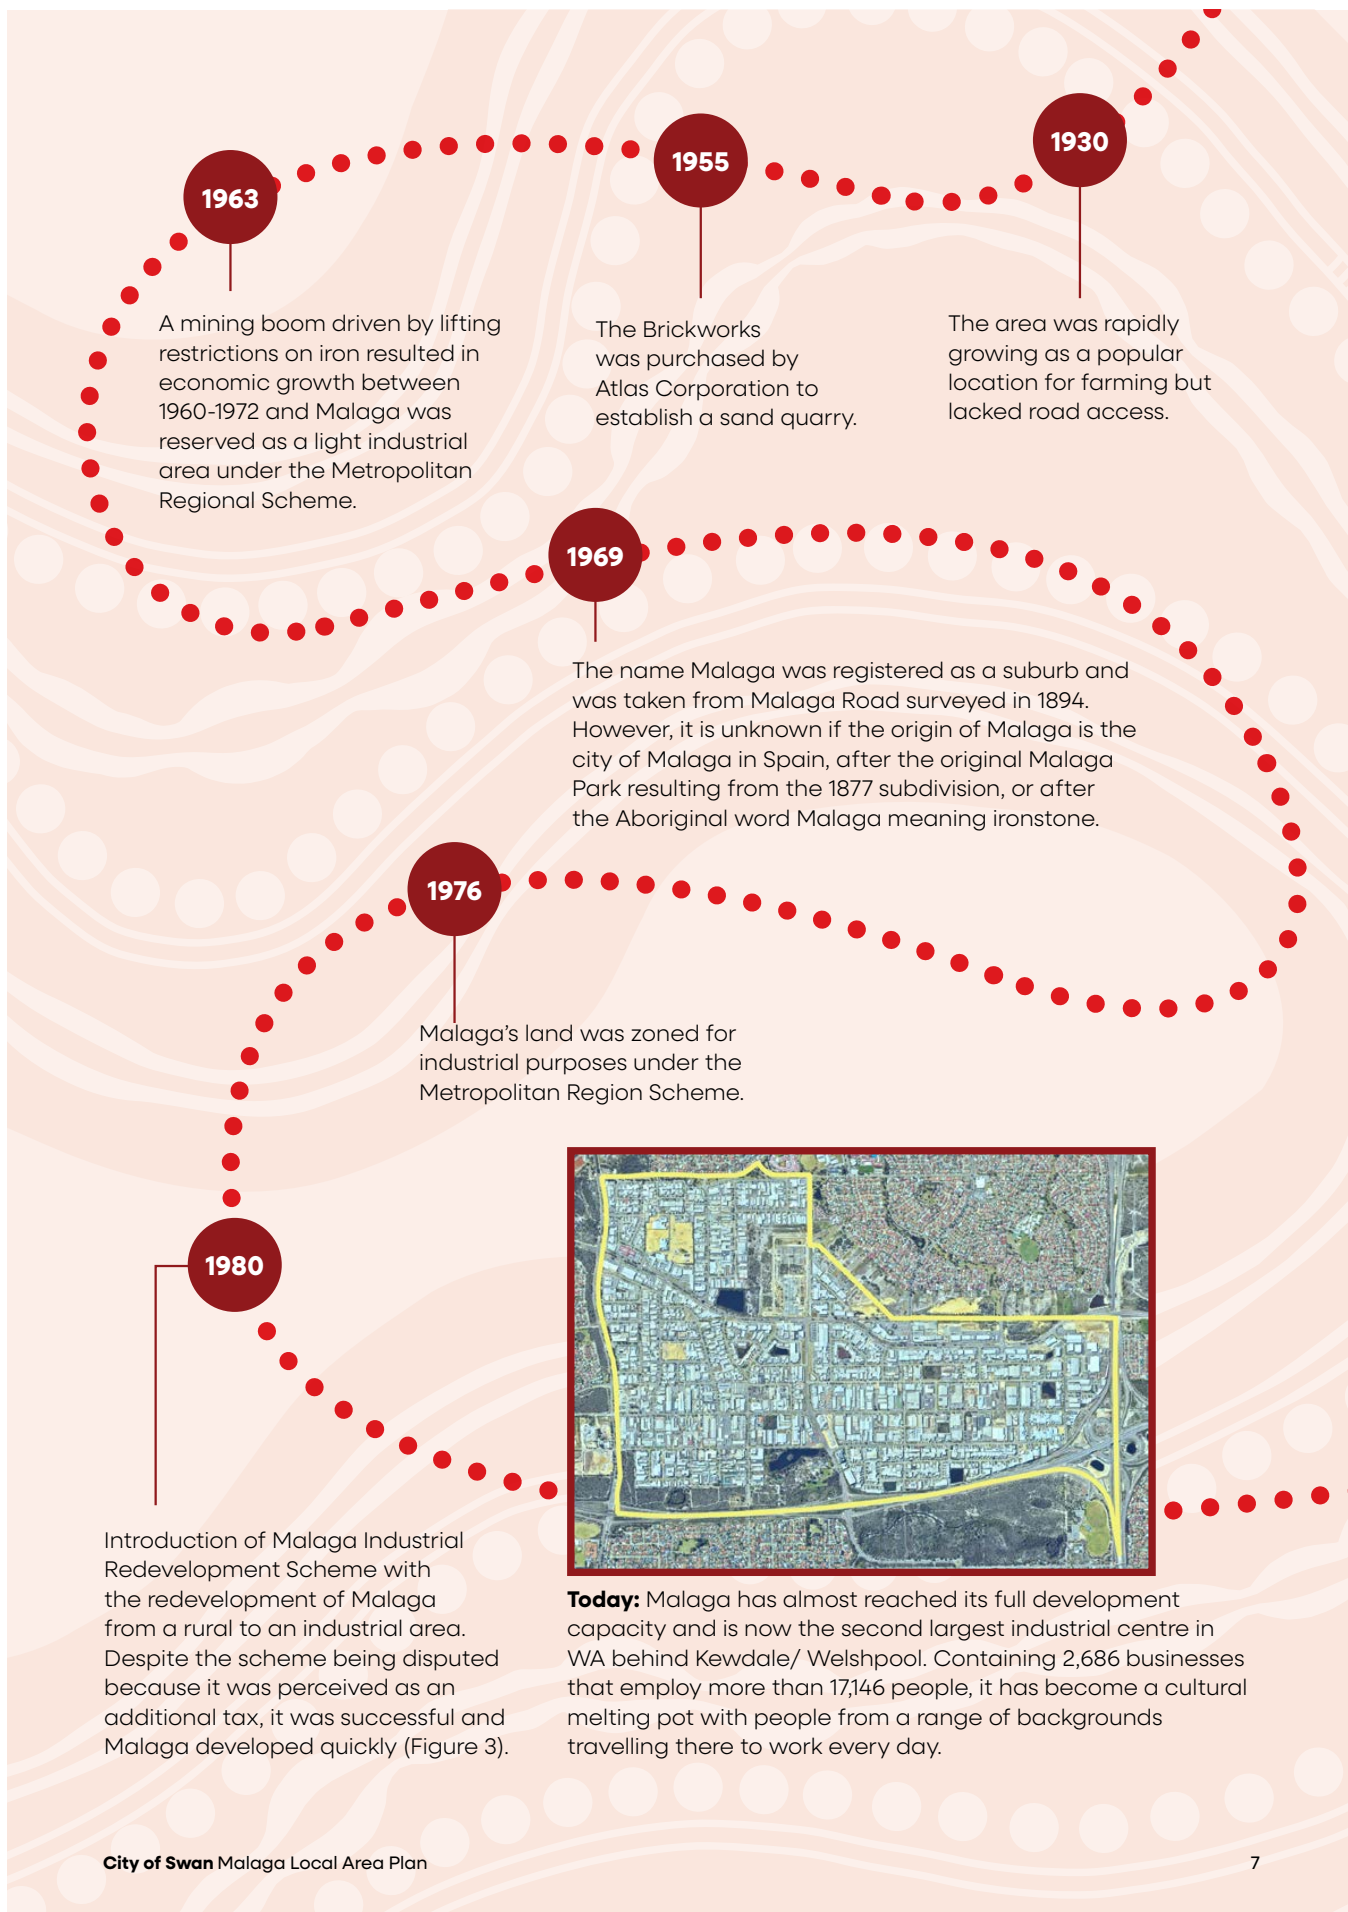 1930
The area was rapidly
growing as a popular
location for farming but
lacked road access.
1955
The Brickworks
was purchased by
Atlas Corporation to
establish a sand quarry.
1963
A mining boom driven by lifting
restrictions on iron resulted in
economic growth between
1960-1972 and Malaga was
reserved as a light industrial
area under the Metropolitan
Regional Scheme.
1969
The name Malaga was registered as a suburb and
was taken from Malaga Road surveyed in 1894.
However, it is unknown if the origin of Malaga is the
city of Malaga in Spain, after the original Malaga
Park resulting from the 1877 subdivision, or after
the Aboriginal word Malaga meaning ironstone.
1976
Malaga's land was zoned for
industrial purposes under the
Metropolitan Region Scheme.
1980
Introduction of Malaga Industrial
Redevelopment Scheme with
the redevelopment of Malaga
from a rural to an industrial area.
Despite the scheme being disputed
because it was perceived as an
additional tax, it was successful and
Malaga developed quickly (Figure 3).
Today: Malaga has almost reached its full development
capacity and is now the second largest industrial centre in
WA behind Kewdale/ Welshpool. Containing 2,686 businesses
that employ more than 17,146 people, it has become a cultural
melting pot with people from a range of backgrounds
travelling there to work every day.
City of Swan Malaga Local Area Plan
7